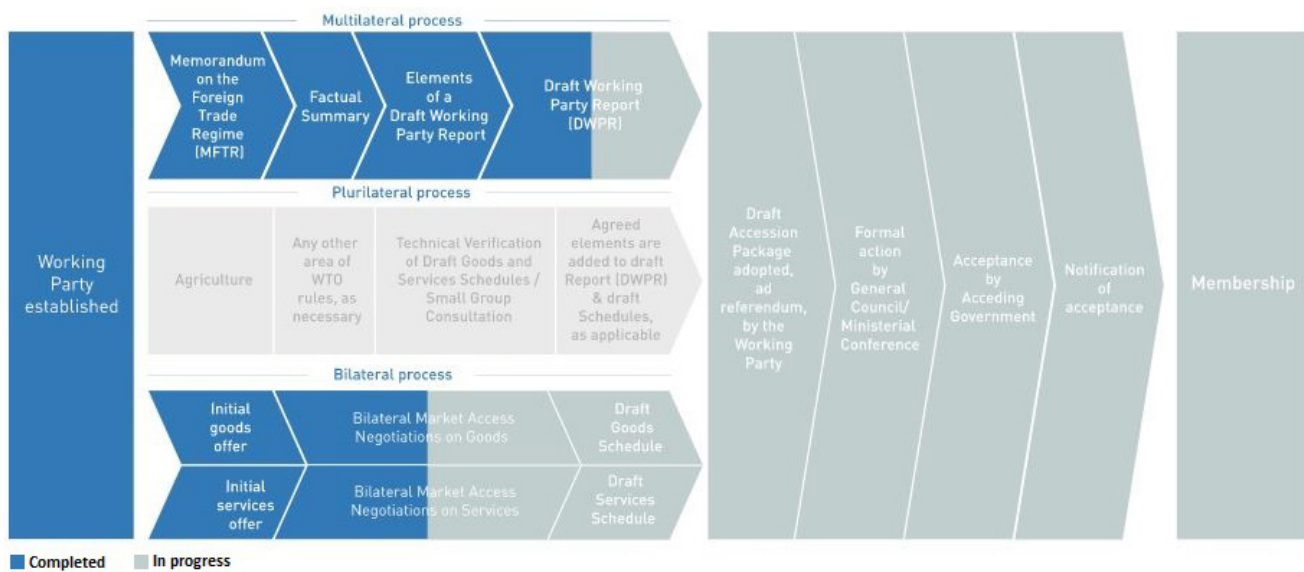 Multilateral process
Working
Party
established
Memorandum
on the
Foreign
Trade
Regime
(MFTR)
Factual
Summary
Elements
of a
Draft Working
Party Report
Draft Working
Party Report
(DWPR)
Plurilateral process
Agriculture
Any other
area of
WTO
rules, as
necessary
Technical Verification
of Draft Goods and
Services Schedules /
Small Group
Consultation
Agreed
elements are
added to draft
Report (DWPR)
& draft
Schedules,
as applicable
Bilateral process
Initial
goods
offer
Bilateral Market Access
Negotiations on Goods
Draft
Goods
Schedule
Initial
services
offer
Bilateral Market Access
Negotiations on Services
Draft
Services
Schedule
Draft
Accession
Package
adopted,
ad
referendum,
by the
Working
Party
Formal
action
by
General
Council/
Ministerial
Conference
Acceptance
by
Acceding
Government
Notification
of
acceptance
Membership
Completed
In progress